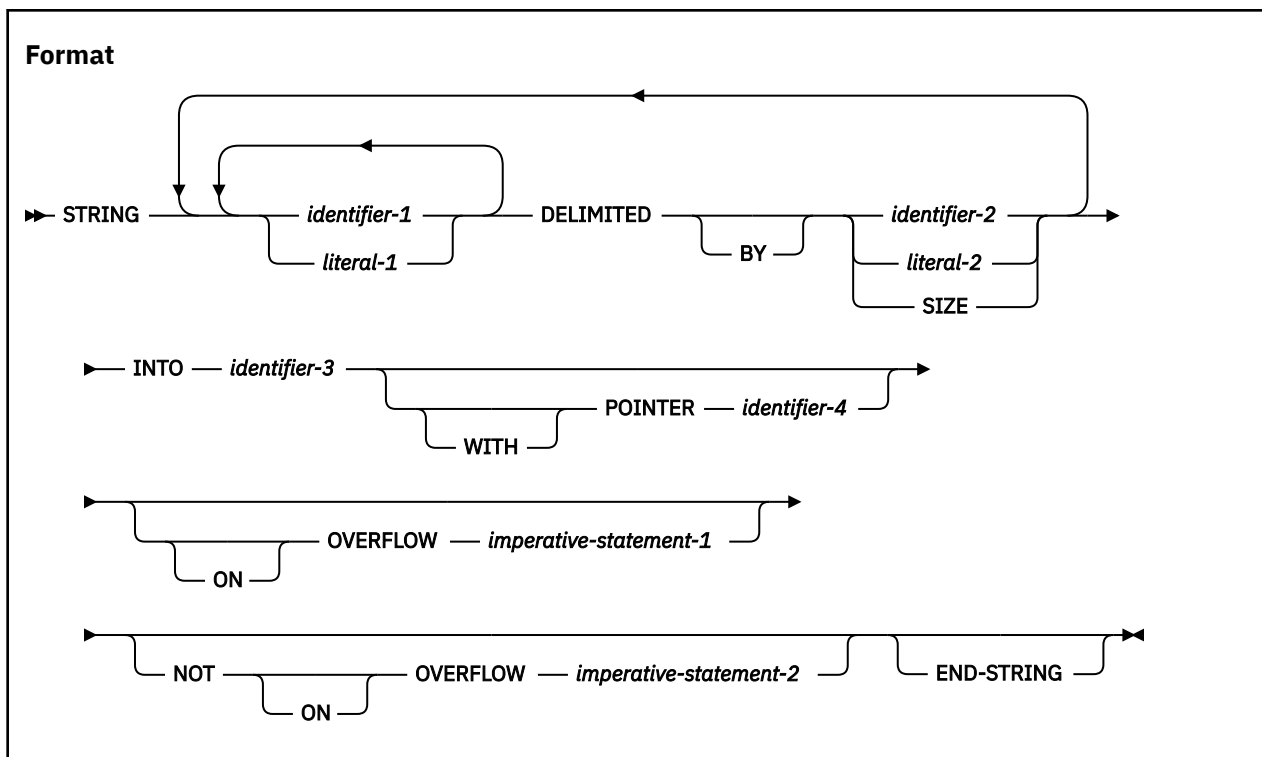 Format
STRING identifier-1 DELIMITED identifier-2
literal-1 BY literal-2
SIZE
INTO identifier-3
POINTER identifier-4
WITH
OVERFLOW imperative-statement-1
ON
NOT OVERFLOW imperative-statement-2 END-STRING
ON